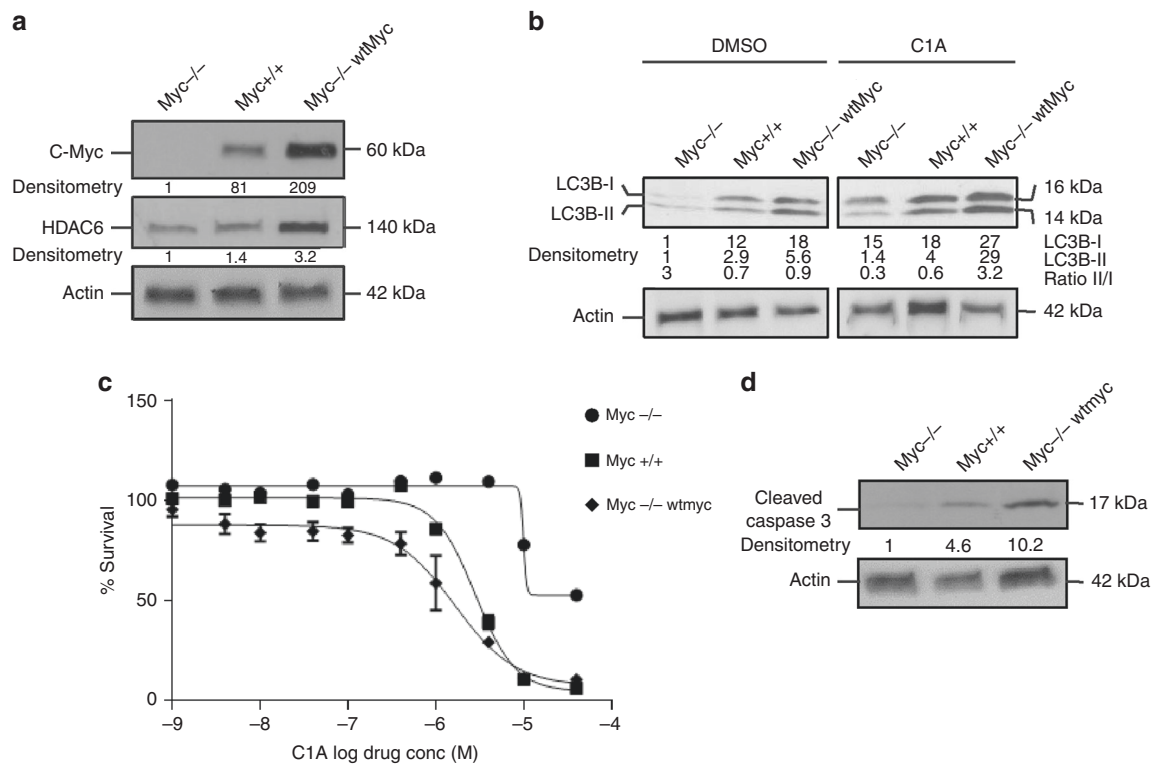 a
Myc–/–
Myc+/+
Myc–/– wtMyc
C-Myc
60 kDa
Densitometry 1 81 209
HDAC6
140 kDa
Densitometry 1 1.4 3.2
Actin
42 kDa
b
DMSO
C1A
Myc–/–
Myc+/+
Myc–/– wtMyc
Myc–/–
Myc+/+
Myc–/– wtMyc
LC3B-I
16 kDa
LC3B-II
14 kDa
1 12 18 15 18 27 LC3B-I
Densitometry 1 2.9 5.6 1.4 4 29 LC3B-II
3 0.7 0.9 0.3 0.6 3.2 Ratio II/I
Actin
42 kDa
c
150
100
50
0
% Survival
–9 –8 –7 –6 –5 –4
C1A log drug conc (M)
Myc –/–
Myc +/+
Myc –/– wtmyc
d
Myc–/–
Myc+/+
Myc–/– wtmyc
Cleaved
caspase 3
17 kDa
Densitometry 1 4.6 10.2
Actin
42 kDa